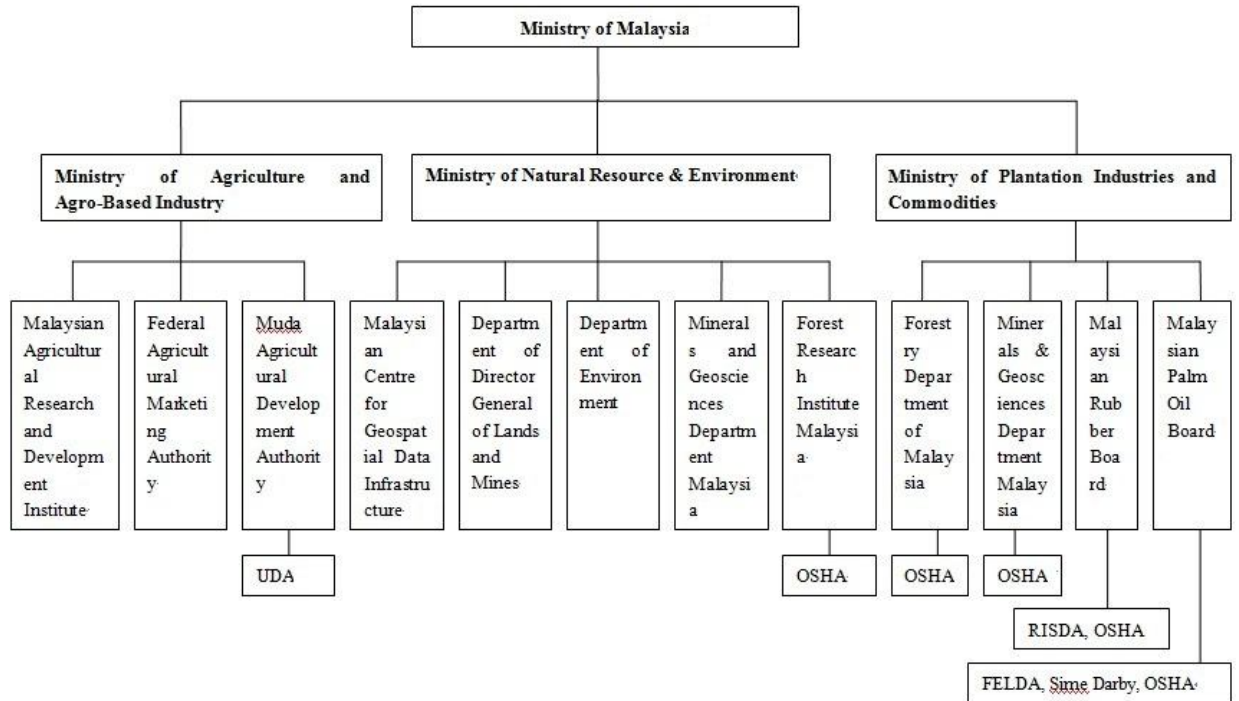 Ministry of Malaysia
Ministry of Agriculture and
Agro-Based Industry
Ministry of Natural Resource & Environment
Ministry of Plantation Industries and
Commodities
Malaysian
Agricultur
al
Research
and
Developm
ent
Institute
Federal
Agricult
ural
Marketi
ng
Authorit
y
Muda
Agricult
ural
Develop
ment
Authorit
y
Malaysi
an
Centre
for
Geospat
ial Data
Infrastru
cture
Departm
ent of
Director
General
of Lands
and
Mines
Departm
ent of
Environ
ment
Mineral
s and
Geoscie
nces
Departm
ent
Malaysi
a
Forest
Researc
h
Institute
Malaysi
a
Forest
ry
Depar
tment
of
Malay
sia
Miner
als &
Geosc
iences
Depar
tment
Malay
sia
Mal
aysi
an
Rub
ber
Boa
rd
Malay
sian
Palm
Oil
Board
UDA
OSHA
OSHA
OSHA
RISDA, OSHA
FELDA, Sime Darby, OSHA